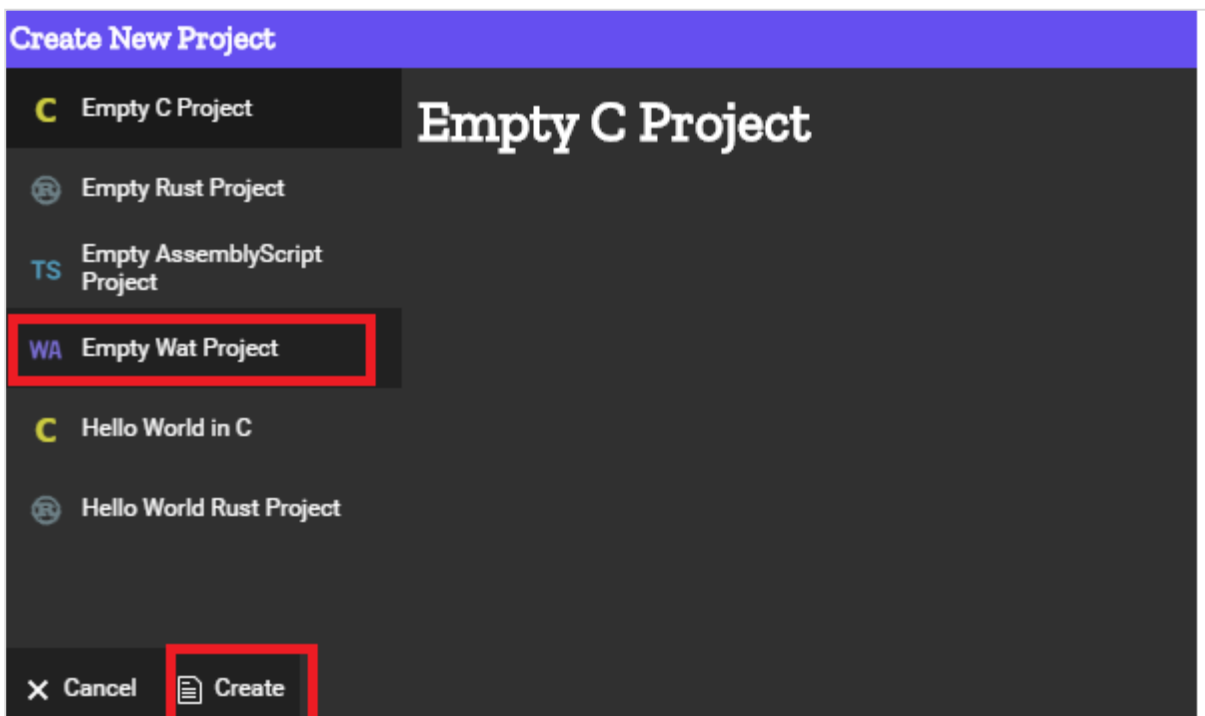 Create New Project
C Empty C Project
Empty C Project
R Empty Rust Project
TS Empty AssemblyScript
Project
WA Empty Wat Project
C Hello World in C
R Hello World Rust Project
Cancel
Create